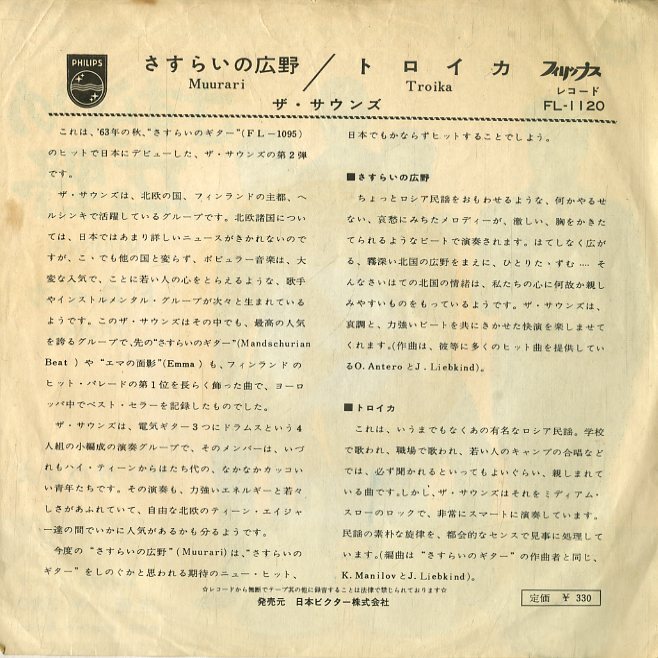 PHILIPS
さすらいの広野／トロイカ
Muurari
Troika
ザ・サウンズ
フィリップス
レコード
FL-1120
これは、'63年の秋、"さすらいのギター"(FL－1095)
のヒットで日本にデビューした、ザ・サウンズの第2弾
です。
ザ・サウンズは、北欧の国、フィンランドの主都、ヘ
ルシンキで活躍しているグループです。北欧諸国につい
ては、日本ではあまり詳しいニュースがきかれないので
すが、こゝでも他の国と変らず、ポピュラー音楽は、大
変な人気で、ことに若い人の心をとらえるような、歌手
やインストルメンタル・グループが次々と生まれている
ようです。このザ・サウンズはその中でも、最高の人気
を誇るグループで、先の"さすらいのギター"(Mandschurian
Beat )や"エマの面影"(Emma)も、フィンランドの
ヒット・パレードの第1位を長らく飾った曲で、ヨーロ
ッパ中でベスト・セラーを記録したものでした。
ザ・サウンズは、電気ギター3つにドラムスという4
人組の小編成の演奏グループで、そのメンバーは、いづ
れもハイ・ティーンからはたち代の、なかなかカッコい
い青年たちです。その演奏も、力強いエネルギーと若々
しさがあふれていて、自由な北欧のティーン・エイジャ
ー達の間でいかに人気があるかも分るようです。
今度の"さすらいの広野"(Muurari)は、"さすらいの
ギター"をしのぐかと思われる期待のニュー・ヒット、
日本でもかならずヒットすることでしょう。
■さすらいの広野
ちょっとロシア民謡をおもわせるような、何かやるせ
ない、哀愁にみちたメロディーが、激しい、胸をかきた
てられるようなビートで演奏されます。はてしなく広が
る、霧深い北国の広野をまえに、ひとりたゝずむ‥‥ そ
んなさいはての北国の情緒は、私たちの心に何故か親し
みやすいものをもっているようです。ザ・サウンズは、
哀調と、力強いビートを共にきかせた快演を楽しませて
くれます。(作曲は、彼等に多くのヒット曲を提供してい
るO. AnteroとJ. Liebkind)。
■トロイカ
これは、いうまでもなくあの有名なロシア民謡。学校
で歌われ、職場で歌われ、若い人のキャンプの合唱など
では、必ず聞かれるといってもよいぐらい、親しまれて
いる曲です。しかし、ザ・サウンズはそれをミディアム・
スローのロックで、非常にスマートに演奏しています。
民謡の素朴な旋律を、都会的なセンスで見事に処理して
います。(編曲は"さすらいのギター"の作曲者と同じ、
K. ManilovとJ. Liebkind)。
☆レコードから無断でテープ其の他に録音することは法律で禁じられております☆
発売元　日本ビクター株式会社
定価　￥330